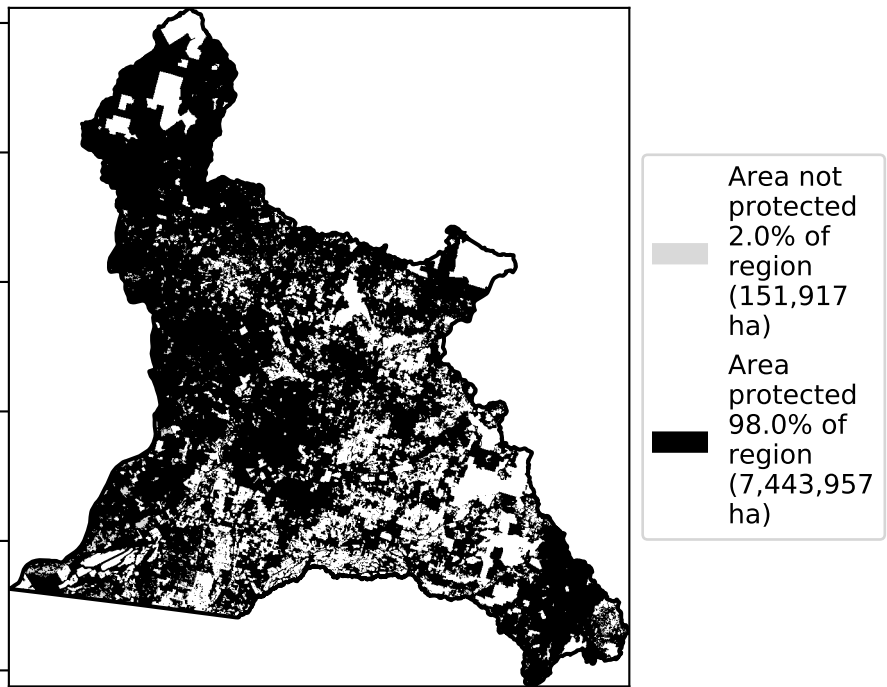 Area not
protected
2.0% of
region
(151,917
ha)
Area
protected
98.0% of
region
(7,443,957
ha)